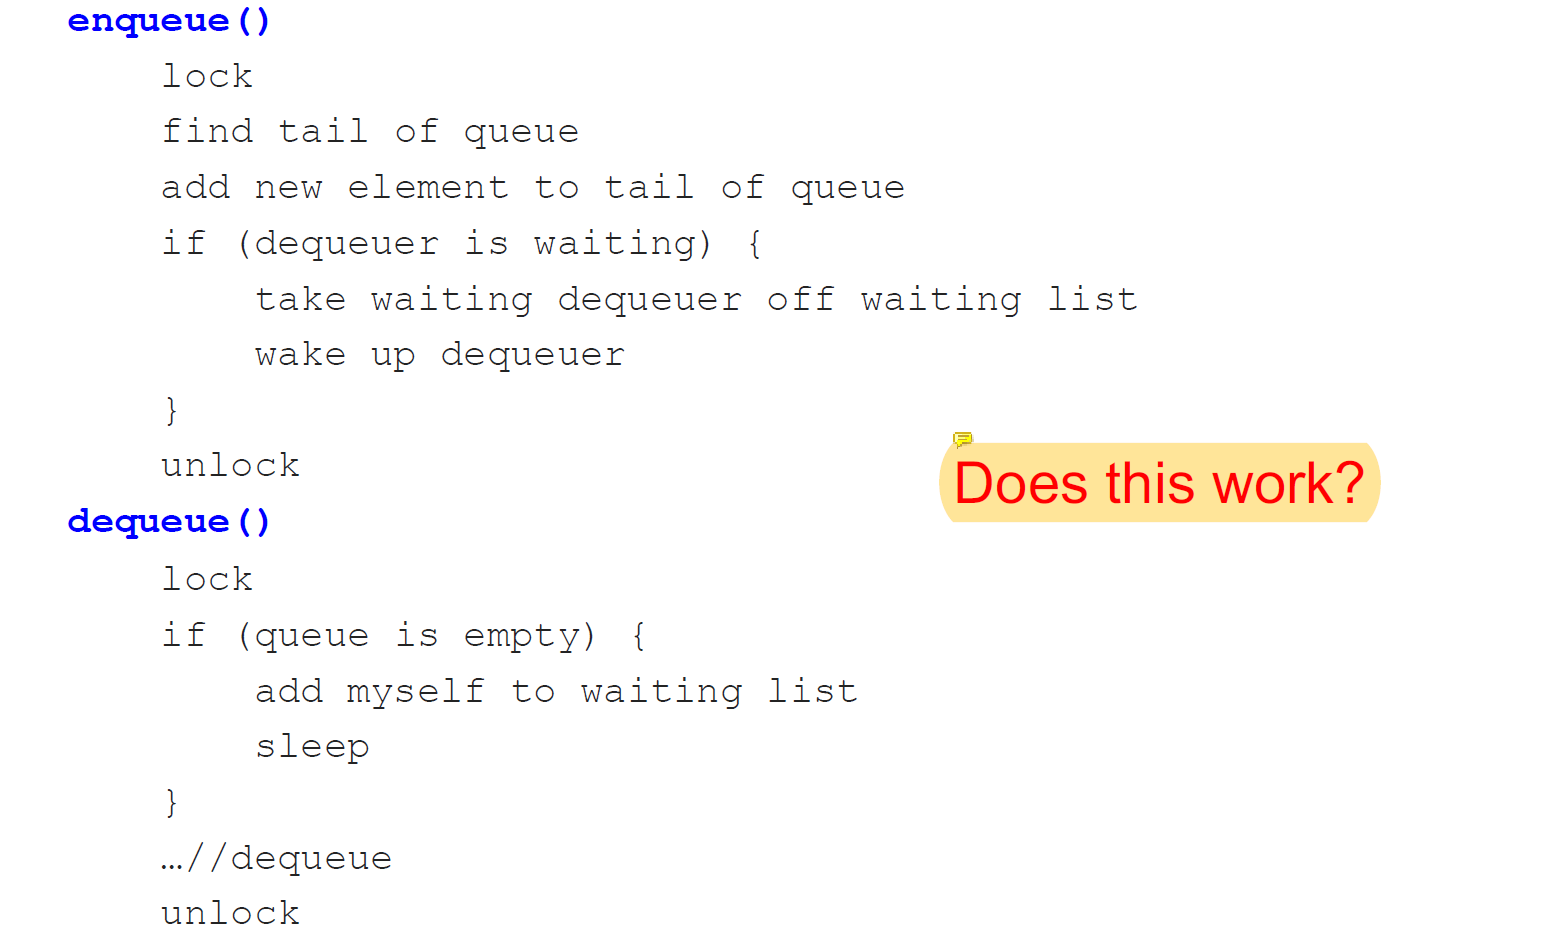 enqueue()
lock
find tail of queue
add new element to tail of queue
if (dequeuer is waiting) {
take waiting dequeuer off waiting list
wake up dequeuer
}
unlock
Does this work?
dequeue()
lock
if (queue is empty) {
add myself to waiting list
sleep
}
…//dequeue
unlock